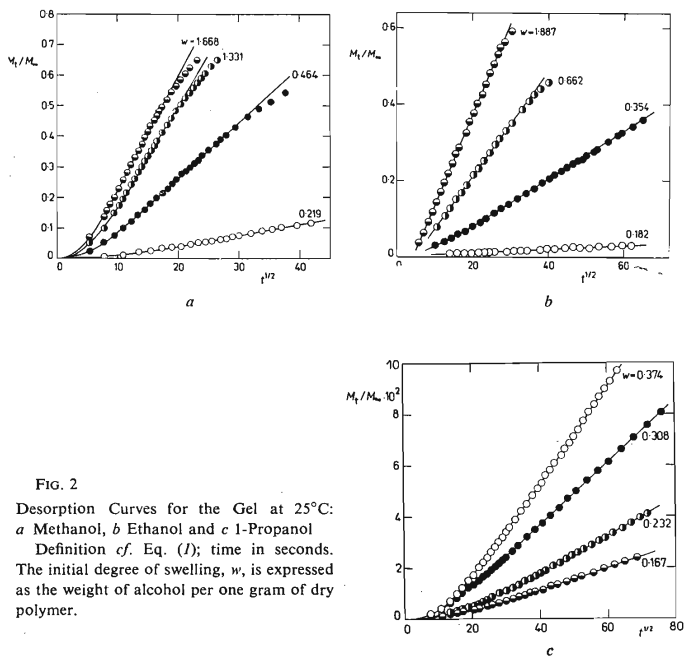 0.8
M_t/M_∞
0.7
0.6
0.5
0.4
0.3
0.2
0.1
0
w=1.668
1.331
0.464
0.219
0 10 20 30 40
t^1/2
a
0.6
M_t/M_∞
0.4
0.2
0
w=1.887
0.662
0.354
0.182
0 20 40 60
t^1/2
b
10
M_t/M_∞.10²
8
6
4
2
0
w=0.374
0.308
0.232
0.167
0 20 40 60 80
t^1/2
c
FIG. 2
Desorption Curves for the Gel at 25°C:
a Methanol, b Ethanol and c 1-Propanol
Definition cf. Eq. (1); time in seconds.
The initial degree of swelling, w, is expressed
as the weight of alcohol per one gram of dry
polymer.